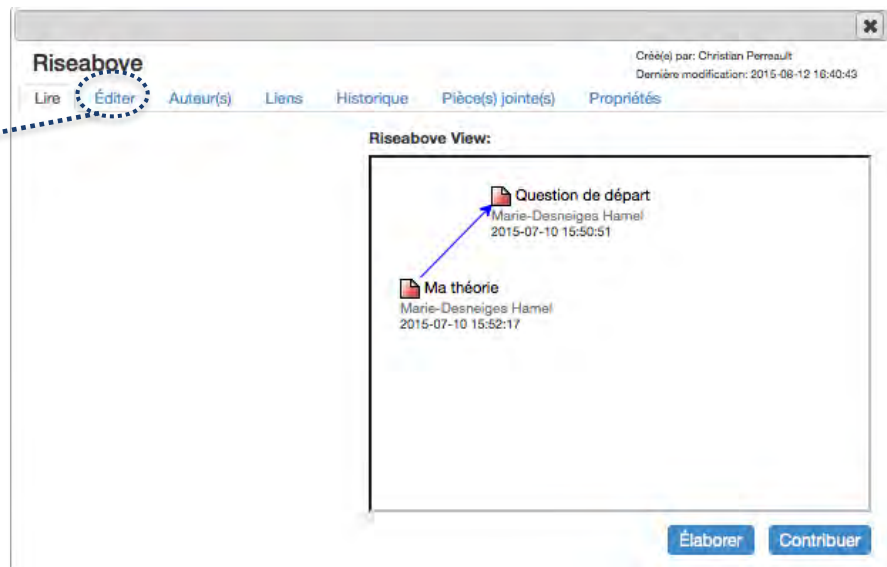 Riseabove
Créé(e) par: Christian Perreault
Dernière modification: 2015-08-12 16:40:43
Lire Éditer Auteur(s) Liens Historique Pièce(s) jointe(s) Propriétés
Riseabove View:
Question de départ
Marie-Desneiges Hamel
2015-07-10 15:50:51
Ma théorie
Marie-Desneiges Hamel
2015-07-10 15:52:17
Élaborer Contribuer